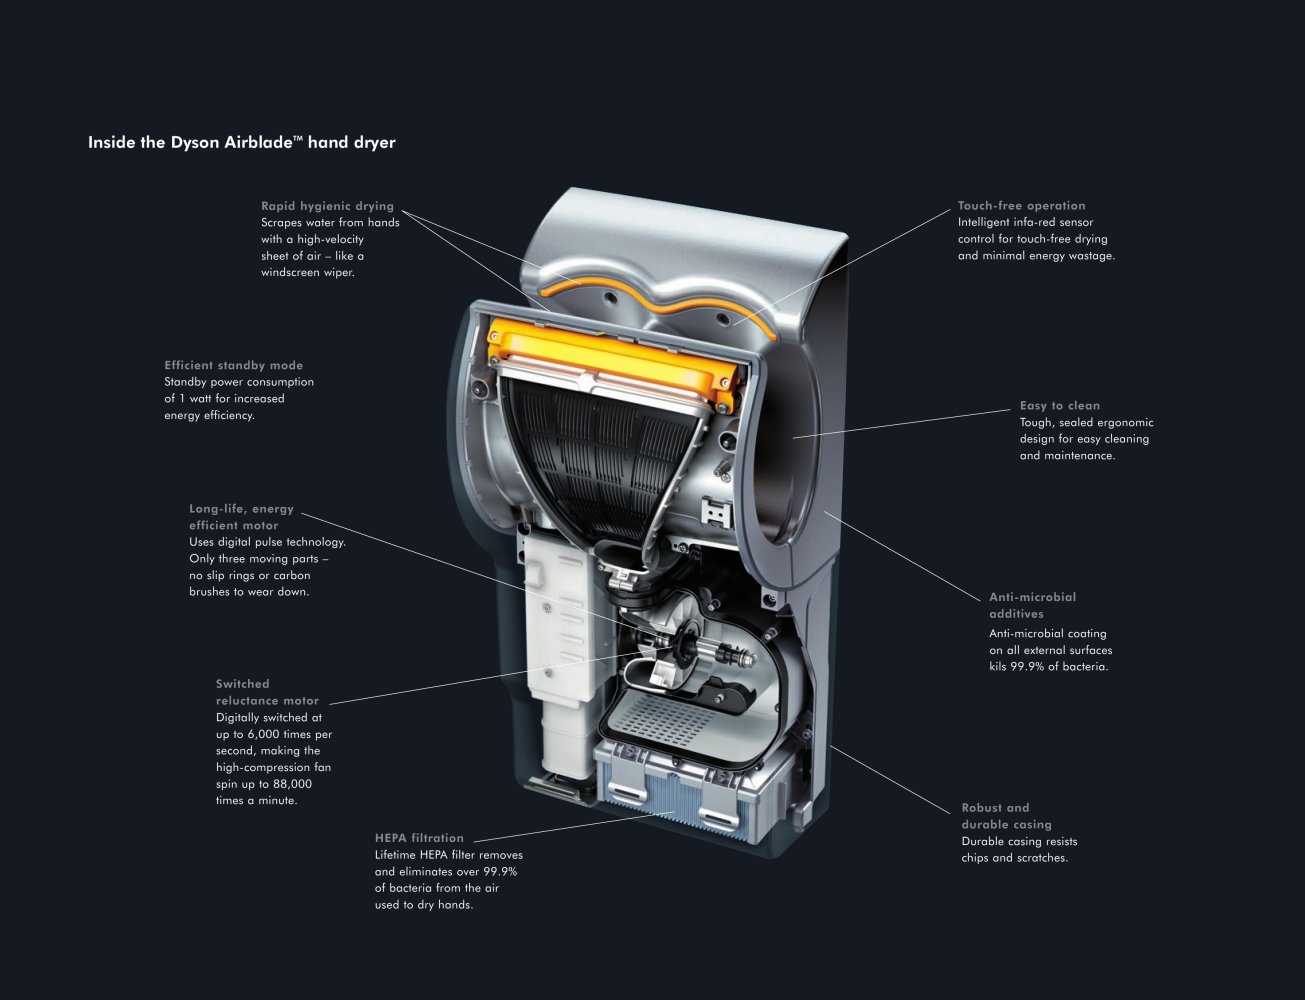 Inside the Dyson Airblade™ hand dryer
Rapid hygienic drying
Scrapes water from hands
with a high-velocity
sheet of air – like a
windscreen wiper.
Touch-free operation
Intelligent infa-red sensor
control for touch-free drying
and minimal energy wastage.
Efficient standby mode
Standby power consumption
of 1 watt for increased
energy efficiency.
Easy to clean
Tough, sealed ergonomic
design for easy cleaning
and maintenance.
Long-life, energy
efficient motor
Uses digital pulse technology.
Only three moving parts –
no slip rings or carbon
brushes to wear down.
Anti-microbial
additives
Anti-microbial coating
on all external surfaces
kils 99.9% of bacteria.
Switched
reluctance motor
Digitally switched at
up to 6,000 times per
second, making the
high-compression fan
spin up to 88,000
times a minute.
Robust and
durable casing
Durable casing resists
chips and scratches.
HEPA filtration
Lifetime HEPA filter removes
and eliminates over 99.9%
of bacteria from the air
used to dry hands.